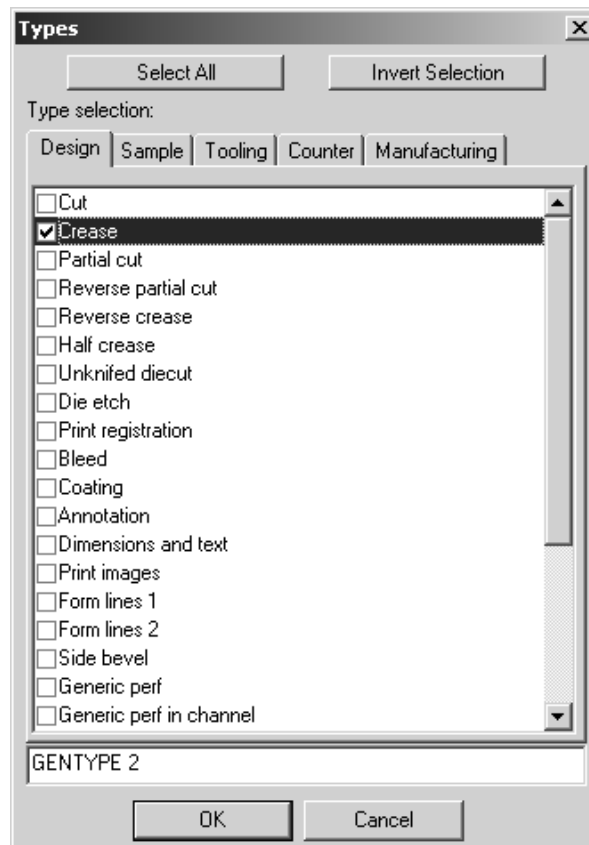 Types
Select All Invert Selection
Type selection:
Design Sample Tooling Counter Manufacturing
Cut
Crease
Partial cut
Reverse partial cut
Reverse crease
Half crease
Unknifed diecut
Die etch
Print registration
Bleed
Coating
Annotation
Dimensions and text
Print images
Form lines 1
Form lines 2
Side bevel
Generic perf
Generic perf in channel
GENTYPE 2
OK Cancel